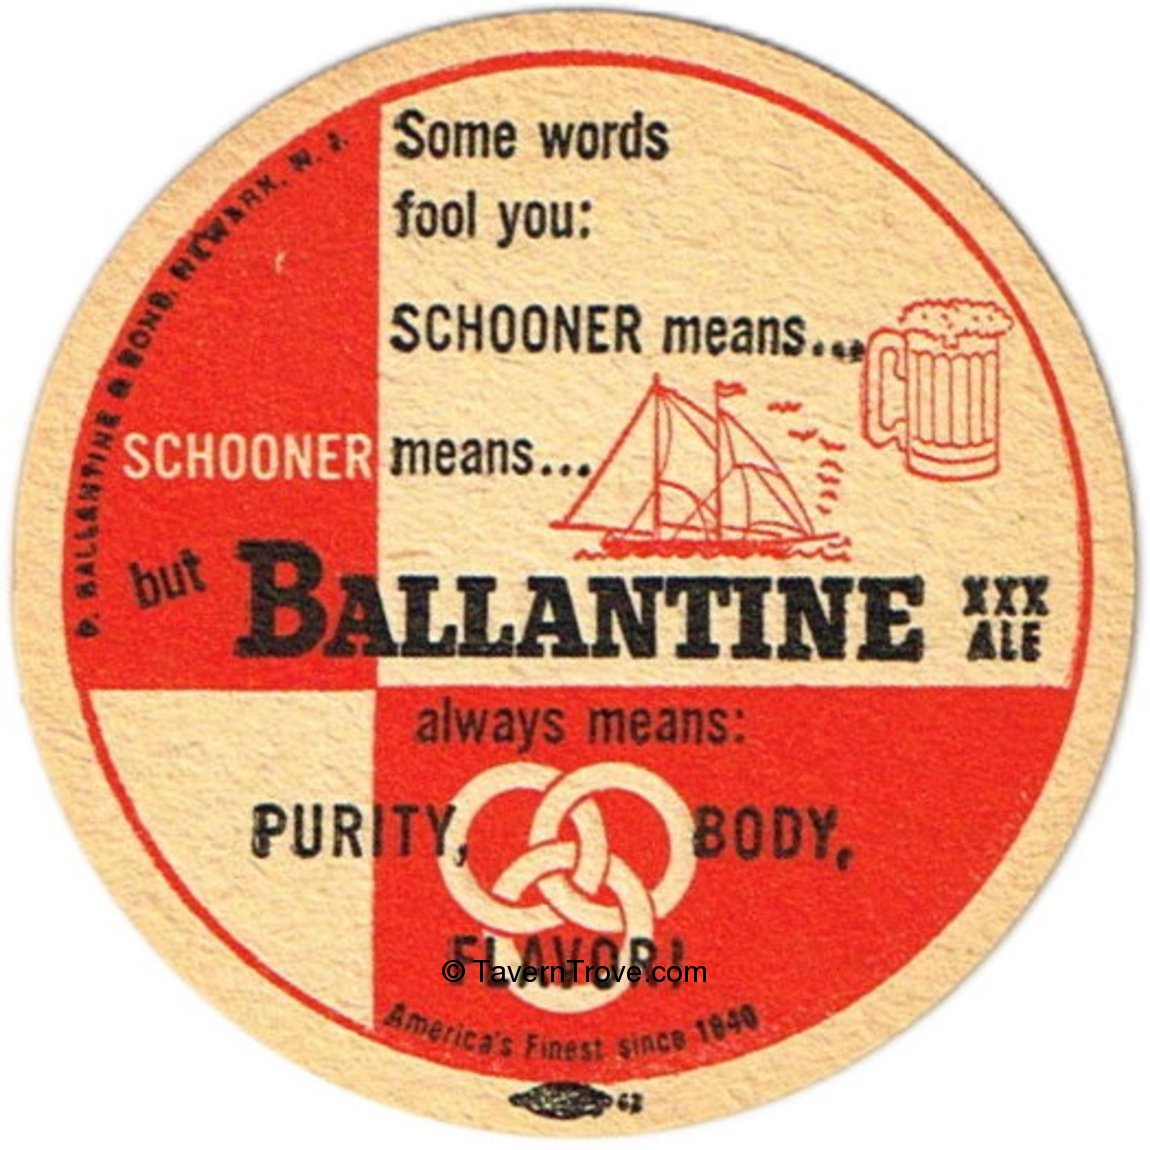 Some words
fool you:
SCHOONER means...
SCHOONER means...
but BALLANTINE XXX
ALE
always means:
PURITY, BODY,
FLAVOR!
© TavernTrove.com
America's Finest since 1840
P. BALLANTINE & SONS, NEWARK, N. J.
62